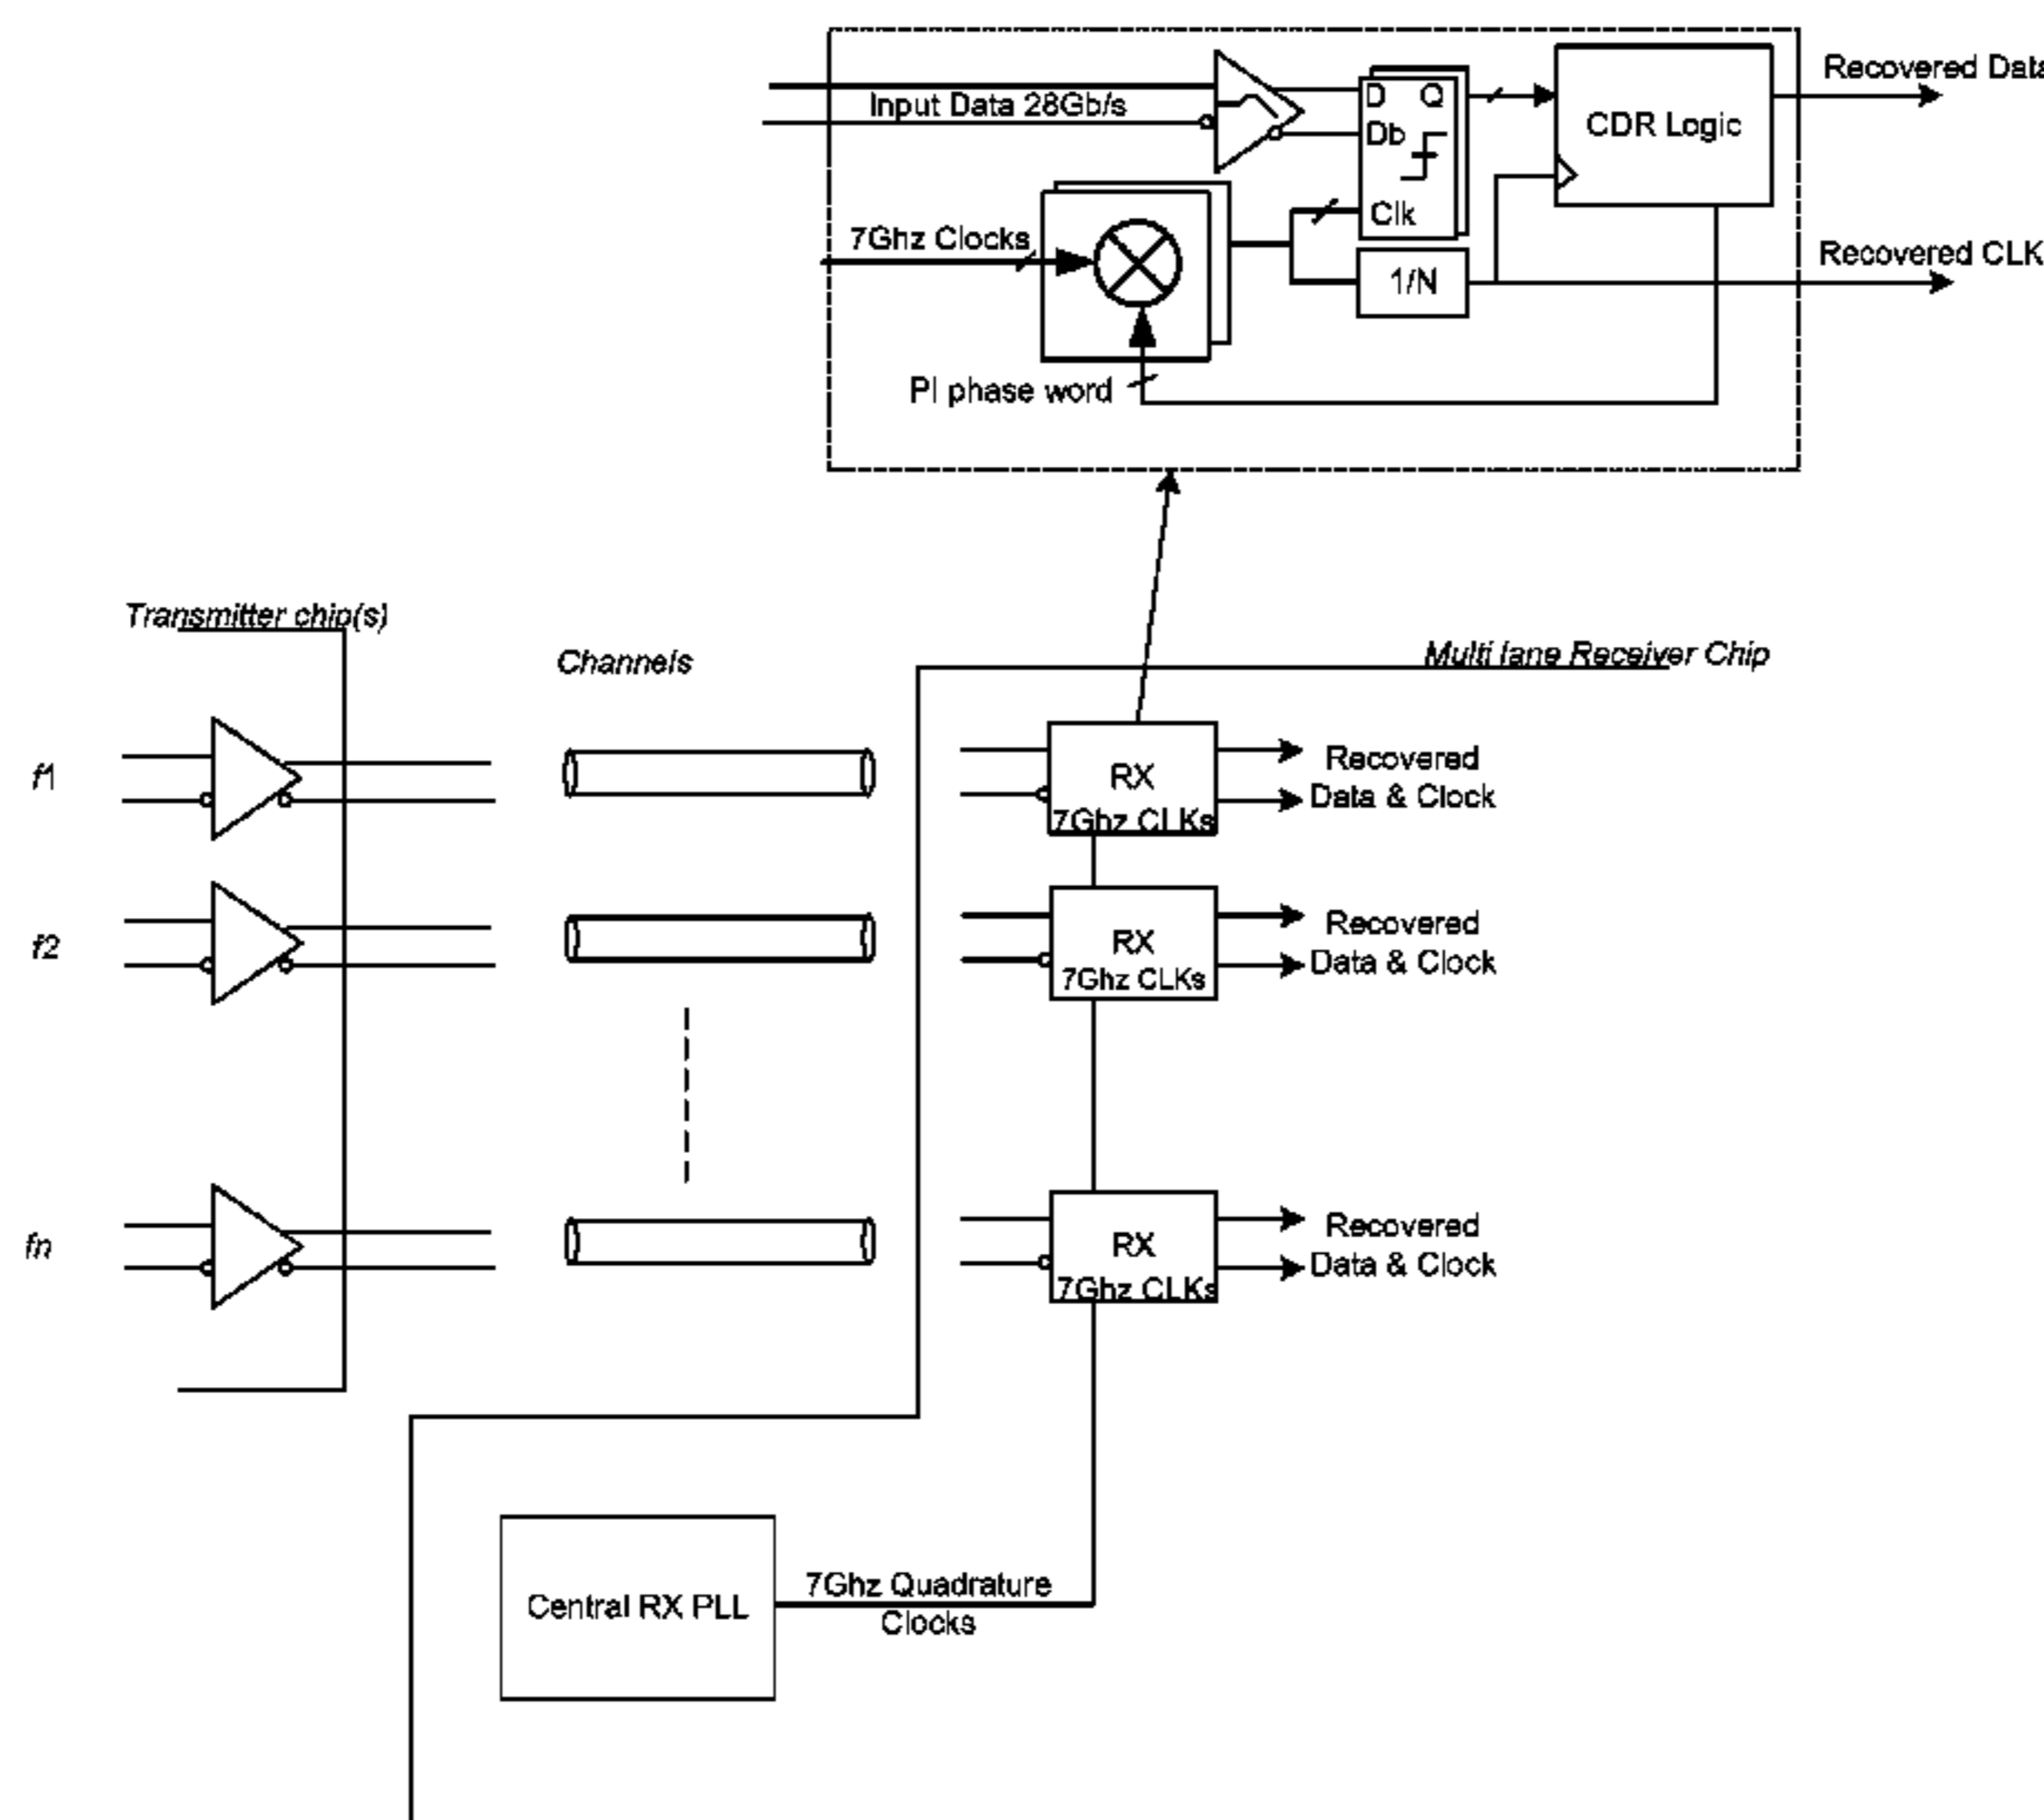 Recovered Data
Input Data 28Gb/s
D Q
Db
CDR Logic
Clk
7Ghz Clocks
1/N
Recovered CLK
PI phase word
Transmitter chip(s)
Channels
Multi lane Receiver Chip
f1
RX
7Ghz CLKs
Recovered
Data & Clock
f2
RX
7Ghz CLKs
Recovered
Data & Clock
fn
RX
7Ghz CLKs
Recovered
Data & Clock
Central RX PLL
7Ghz Quadrature
Clocks